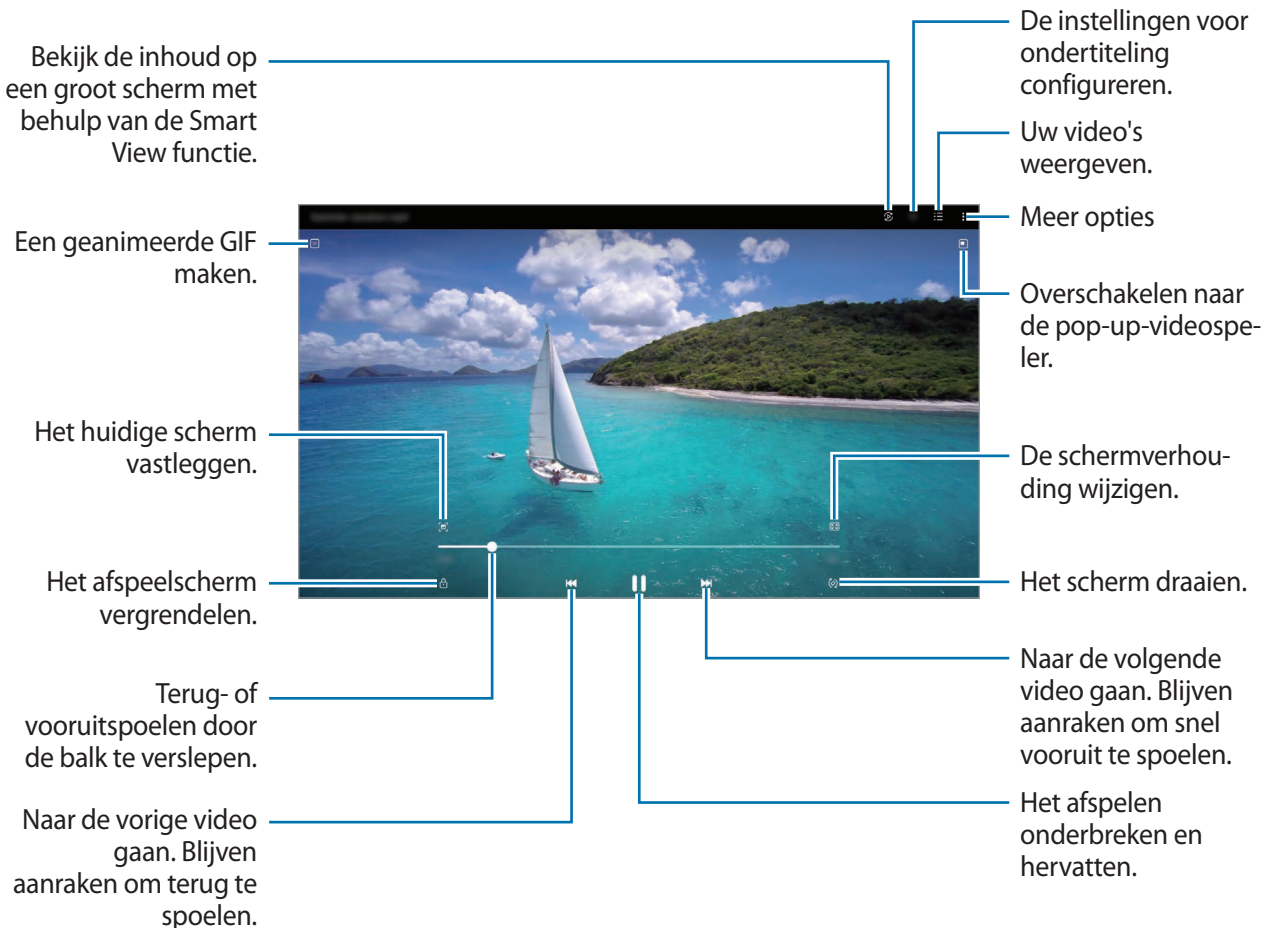 Bekijk de inhoud op
een groot scherm met
behulp van de Smart
View functie.
Een geanimeerde GIF
maken.
Het huidige scherm
vastleggen.
Het afspeelscherm
vergrendelen.
Terug- of
vooruitspoelen door
de balk te verslepen.
Naar de vorige video
gaan. Blijven
aanraken om terug te
spoelen.
De instellingen voor
ondertiteling
configureren.
Uw video's
weergeven.
Meer opties
Overschakelen naar
de pop-up-videospe-
ler.
De schermverhou-
ding wijzigen.
Het scherm draaien.
Naar de volgende
video gaan. Blijven
aanraken om snel
vooruit te spoelen.
Het afspelen
onderbreken en
hervatten.